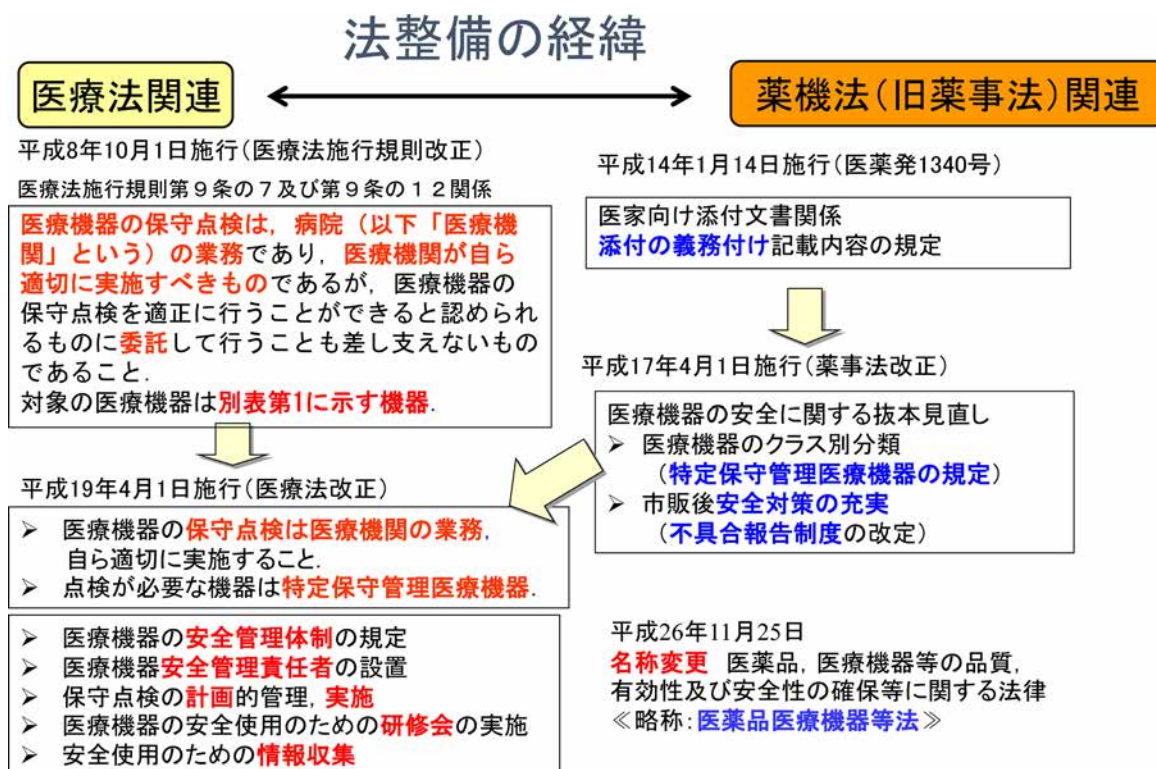 法整備の経緯
医療法関連
薬機法（旧薬事法）関連
平成8年10月1日施行（医療法施行規則改正）
医療法施行規則第９条の７及び第９条の１２関係
医療機器の保守点検は，病院（以下「医療機
関」という）の業務であり，医療機関が自ら
適切に実施すべきものであるが，医療機器の
保守点検を適正に行うことができると認められ
るものに委託して行うことも差し支えないもの
であること．
対象の医療機器は別表第1に示す機器．
平成19年4月1日施行（医療法改正）
➢ 医療機器の保守点検は医療機関の業務，
自ら適切に実施すること．
➢ 点検が必要な機器は特定保守管理医療機器．
➢ 医療機器の安全管理体制の規定
➢ 医療機器安全管理責任者の設置
➢ 保守点検の計画的管理，実施
➢ 医療機器の安全使用のための研修会の実施
➢ 安全使用のための情報収集
平成14年1月14日施行（医薬発1340号）
医家向け添付文書関係
添付の義務付け記載内容の規定
平成17年4月1日施行（薬事法改正）
医療機器の安全に関する抜本見直し
➢ 医療機器のクラス別分類
（特定保守管理医療機器の規定）
➢ 市販後安全対策の充実
（不具合報告制度の改定）
平成26年11月25日
名称変更 医薬品，医療機器等の品質，
有効性及び安全性の確保等に関する法律
≪略称：医薬品医療機器等法≫